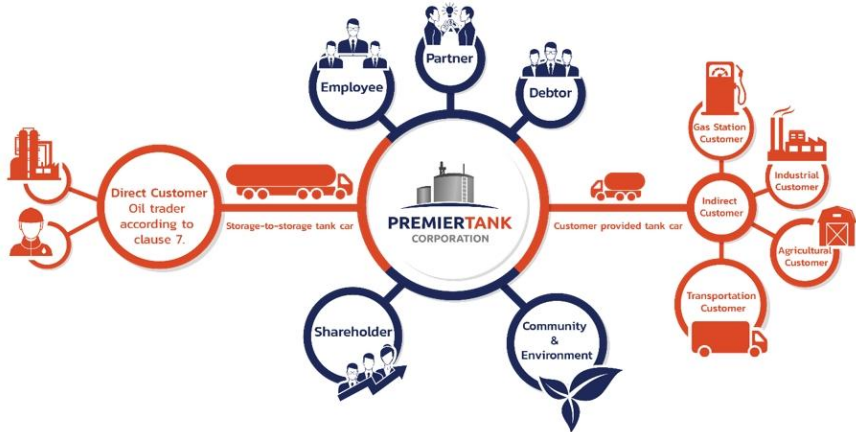 Partner
Employee
Debtor
Gas Station
Customer
Industrial
Customer
Direct Customer
Oil trader
according to
clause 7.
Storage-to-storage tank car
PREMIERTANK
CORPORATION
Customer provided tank car
Indirect
Customer
Agricultural
Customer
Transportation
Customer
Shareholder
Community
&
Environment